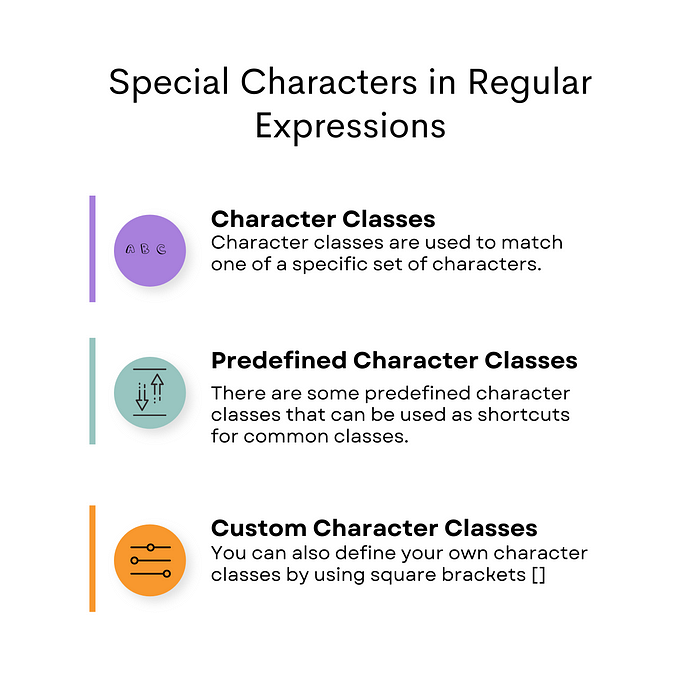 Special Characters in Regular
Expressions
Character Classes
Character classes are used to match
one of a specific set of characters.
A B C
Predefined Character Classes
There are some predefined character
classes that can be used as shortcuts
for common classes.
Custom Character Classes
You can also define your own character
classes by using square brackets []